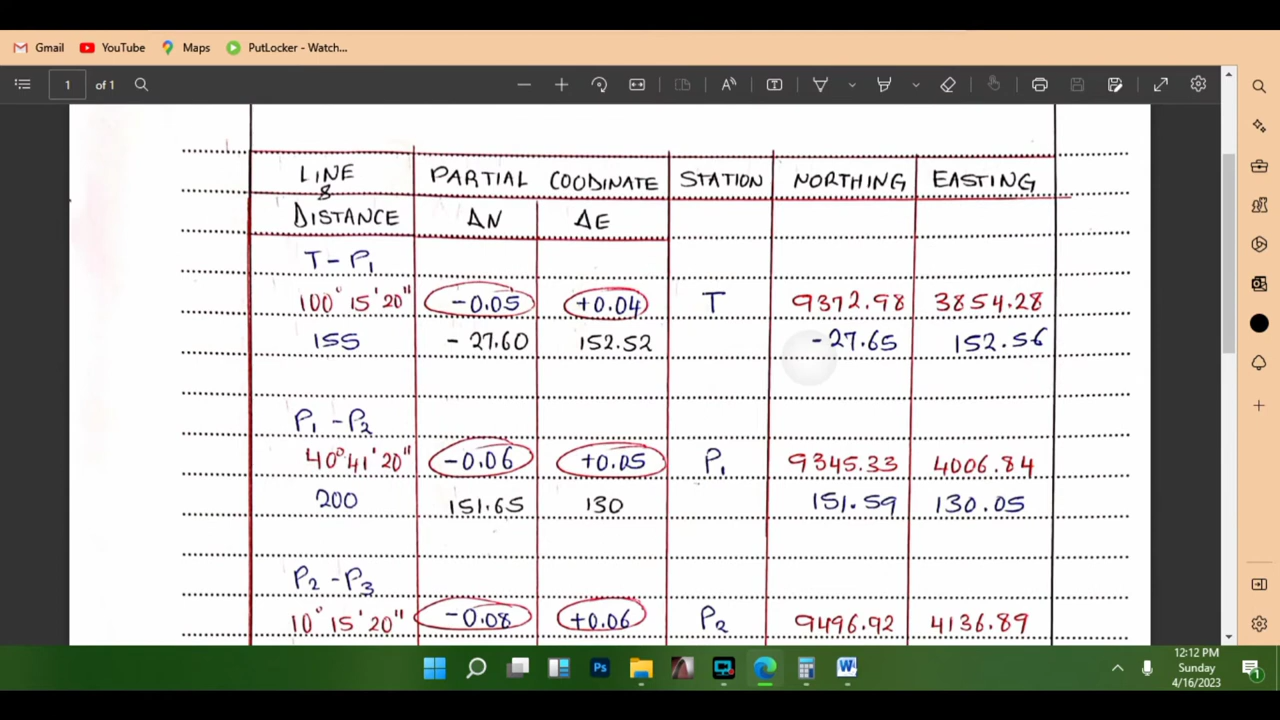 Gmail YouTube Maps PutLocker - Watch...
1 of 1
LINE & DISTANCE PARTIAL COODINATE STATION NORTHING EASTING
ΔN ΔE
T - P1
100° 15' 20" -0.05 +0.04 T 9372.98 3854.28
155 - 27.60 152.52 -27.65 152.56
P1 - P2
40° 41' 20" -0.06 +0.05 P1 9345.33 4006.84
200 151.65 130 151.59 130.05
P2 - P3
10° 15' 20" -0.08 +0.06 P2 9496.92 4136.89
12:12 PM
Sunday
4/16/2023